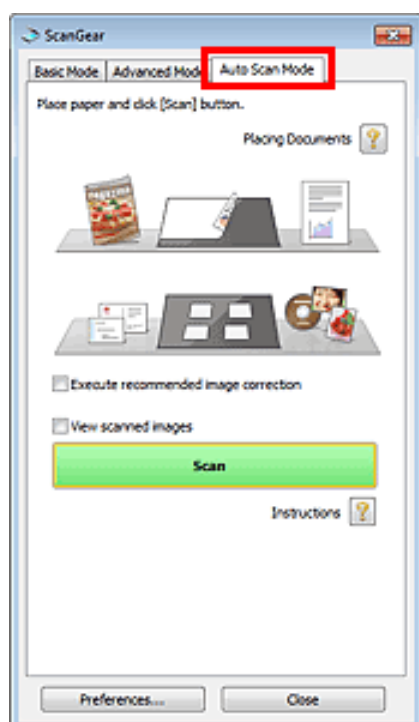 ScanGear
Basic Mode Advanced Mode Auto Scan Mode
Place paper and click [Scan] button.
Placing Documents
Execute recommended image correction
View scanned images
Scan
Instructions
Preferences... Close